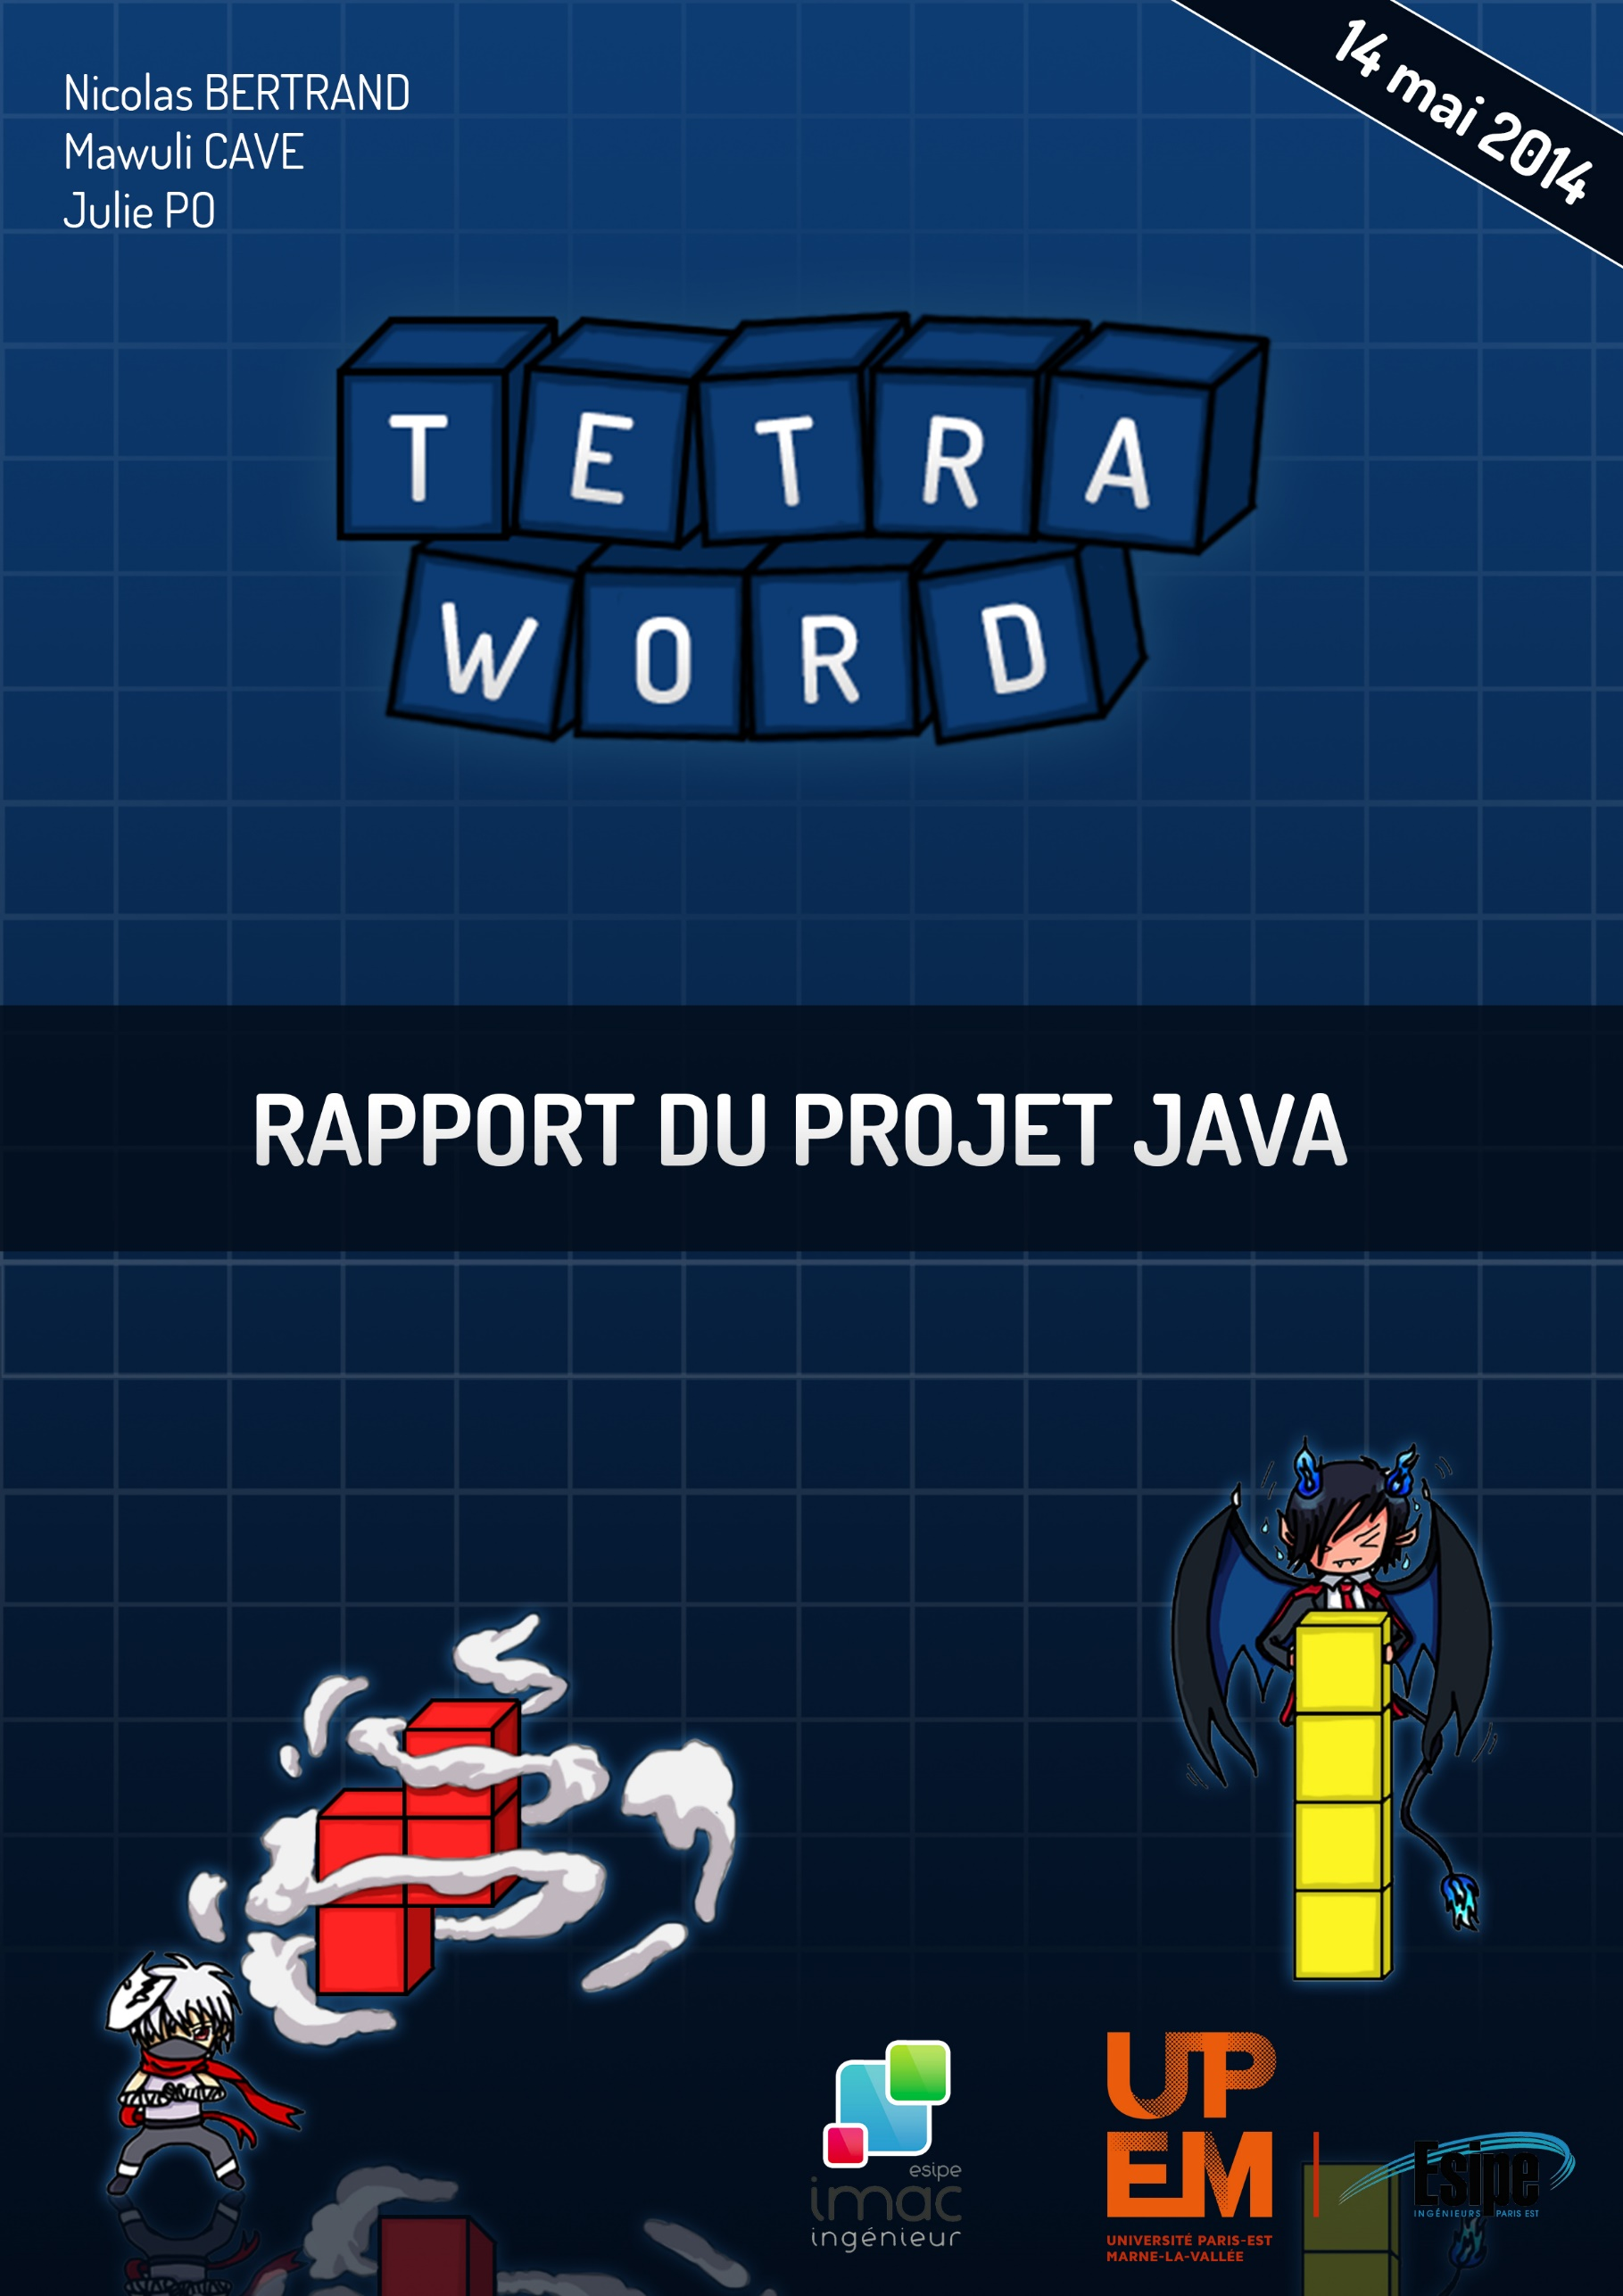 Nicolas BERTRAND
Mawuli CAVE
Julie PO
14 mai 2014
TETRA
WORD
RAPPORT DU PROJET JAVA
esipe
imac
ingénieur
UP
EM
UNIVERSITÉ PARIS-EST
MARNE-LA-VALLÉE
Esipe
INGÉNIEURS PARIS EST